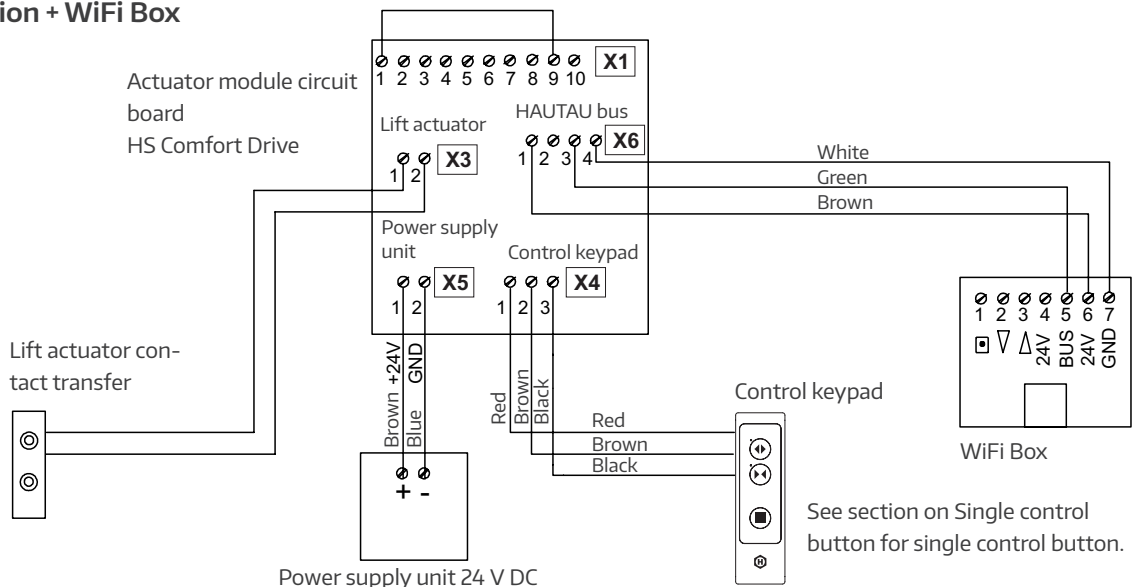 ion + WiFi Box
Actuator module circuit
board
HS Comfort Drive
X1
1 2 3 4 5 6 7 8 9 10
HAUTAU bus
Lift actuator
X6
1 2 3 4
X3
1 2
White
Green
Brown
Power supply
unit
Control keypad
X5
1 2
X4
1 2 3
1 2 3 4 5 6 7
24V
BUS
24V
GND
WiFi Box
Lift actuator con-
tact transfer
Brown +24V
Blue GND
Red
Brown
Black
Red
Brown
Black
Control keypad
+ -
Power supply unit 24 V DC
H
See section on Single control
button for single control button.